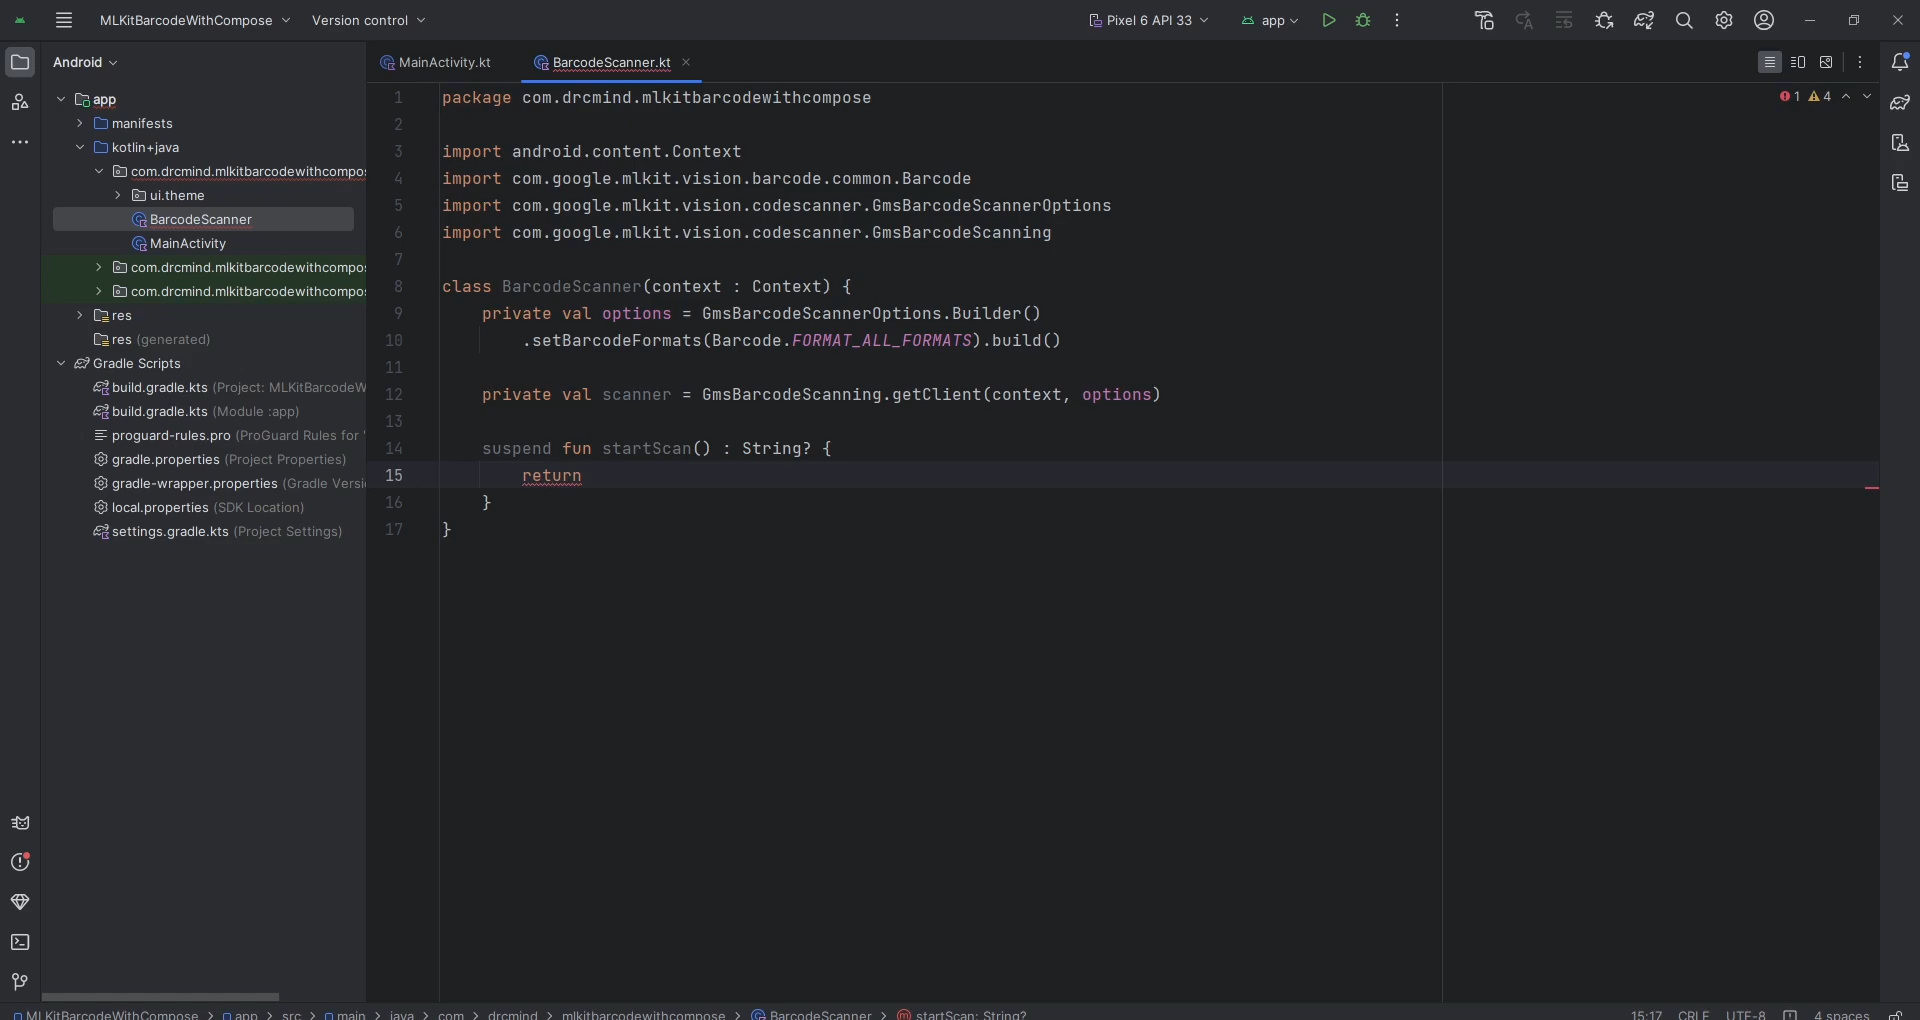 MLKitBarcodeWithCompose Version control Pixel 6 API 33 app
Android
MainActivity.kt BarcodeScanner.kt
app
manifests
kotlin+java
com.drcmind.mlkitbarcodewithcompos
ui.theme
BarcodeScanner
MainActivity
com.drcmind.mlkitbarcodewithcompos
com.drcmind.mlkitbarcodewithcompos
res
res (generated)
Gradle Scripts
build.gradle.kts (Project: MLKitBarcodeW
build.gradle.kts (Module :app)
proguard-rules.pro (ProGuard Rules for "
gradle.properties (Project Properties)
gradle-wrapper.properties (Gradle Versi
local.properties (SDK Location)
settings.gradle.kts (Project Settings)
1 package com.drcmind.mlkitbarcodewithcompose
1 4
2
3 import android.content.Context
4 import com.google.mlkit.vision.barcode.common.Barcode
5 import com.google.mlkit.vision.codescanner.GmsBarcodeScannerOptions
6 import com.google.mlkit.vision.codescanner.GmsBarcodeScanning
7
8 class BarcodeScanner(context : Context) {
9 private val options = GmsBarcodeScannerOptions.Builder()
10 .setBarcodeFormats(Barcode.FORMAT_ALL_FORMATS).build()
11
12 private val scanner = GmsBarcodeScanning.getClient(context, options)
13
14 suspend fun startScan() : String? {
15 return
16 }
17 }
MLKitBarcodeWithCompose > app > src > main > java > com > drcmind > mlkitbarcodewithcompose > BarcodeScanner > startScan: String?
15:17 CRLF UTF-8 4 spaces